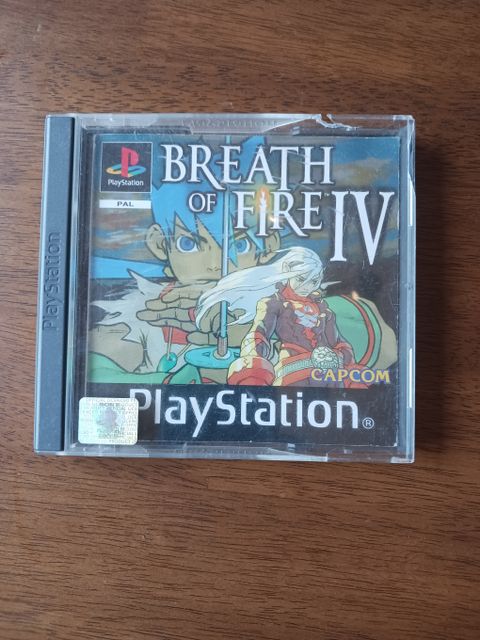 PlayStation
PlayStation
PAL
BREATH
OF FIRE IV
CAPCOM
PlayStation®